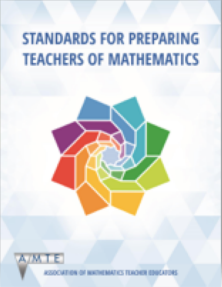 STANDARDS FOR PREPARING
TEACHERS OF MATHEMATICS
AMTE
ASSOCIATION OF MATHEMATICS TEACHER EDUCATORS